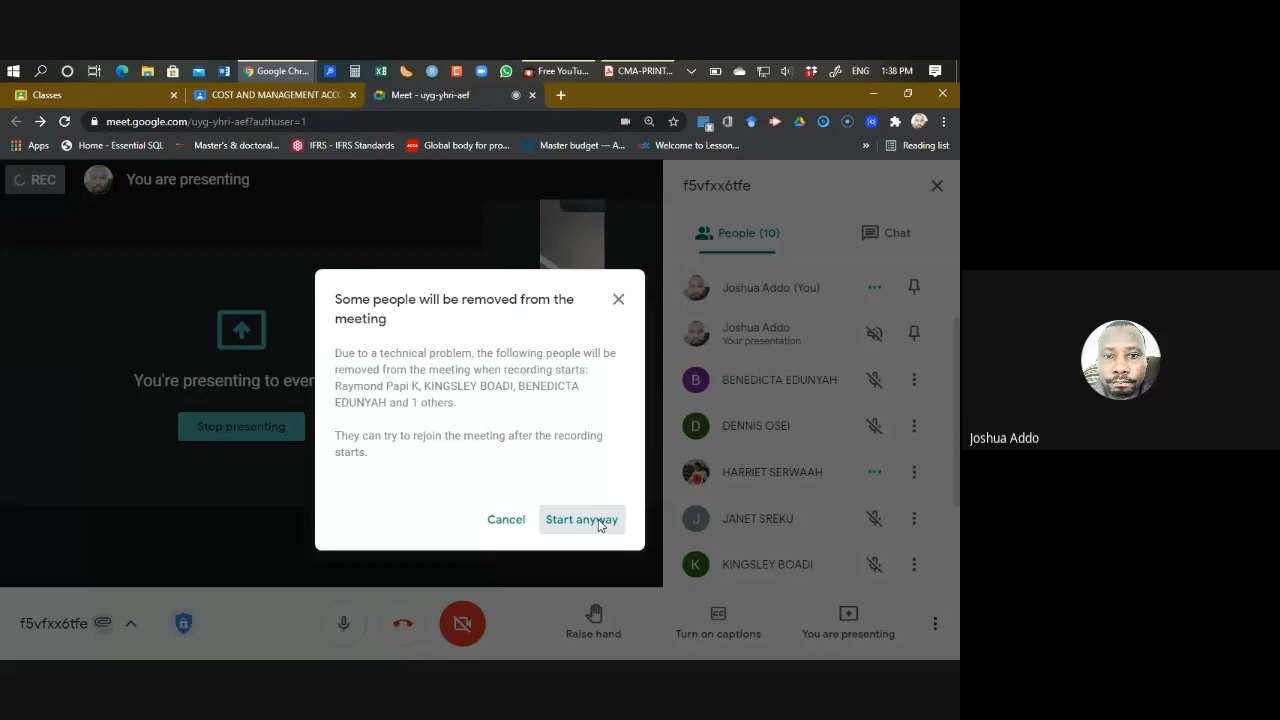 Google Chr...
Free YouTu...
CMA-PRINT...
ENG
1:38 PM
Classes
COST AND MANAGEMENT ACCC
Meet - uyg-yhri-aef
meet.google.com/uyg-yhri-aef?authuser=1
Apps
Home - Essential SQL
Master's & doctoral...
IFRS - IFRS Standards
Global body for pro...
Master budget — A...
Welcome to Lesson...
»
Reading list
REC
You are presenting
f5vfxx6tfe
People (10)
Chat
Some people will be removed from the
meeting
Due to a technical problem, the following people will be
removed from the meeting when recording starts:
Raymond Papi K, KINGSLEY BOADI, BENEDICTA
EDUNYAH and 1 others.
They can try to rejoin the meeting after the recording
starts.
Cancel
Start anyway
You're presenting to ever
Stop presenting
Joshua Addo (You)
Joshua Addo
Your presentation
B
BENEDICTA EDUNYAH
D
DENNIS OSEI
HARRIET SERWAAH
J
JANET SREKU
K
KINGSLEY BOADI
f5vfxx6tfe
Raise hand
CC
Turn on captions
You are presenting
Joshua Addo